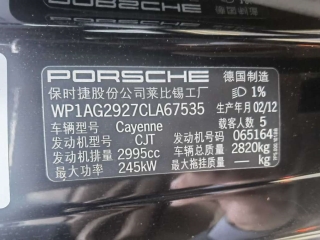 PORSCHE 德国制造
保时捷股份公司莱比锡工厂 1%
WP1AG2927CLA67535 生产年月 02/12
车辆型号 Cayenne 载客人数 5
发动机型号 CJT 发动机号码 065164
发动机排量 2995cc 最大总质量 2820kg
最大功率 245kW 最大拖挂质量 — kg